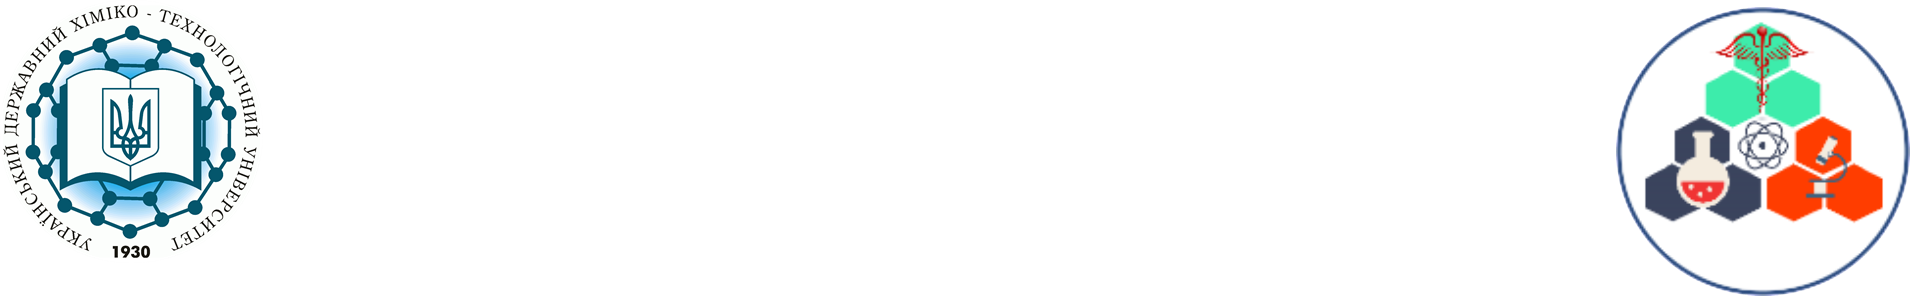 УКРАЇНСЬКИЙ ДЕРЖАВНИЙ ХІМІКО - ТЕХНОЛОГІЧНИЙ УНІВЕРСИТЕТ
1930